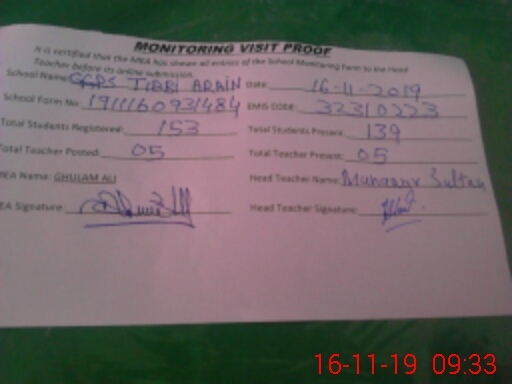 MONITORING VISIT PROOF
It is certified that the MEA has shown all entries of the School Monitoring Form to the Head
Teacher before its online submission.
School Name: GGPS TIBBI ARAIN Date: 16-11-2019
School Form No: 1911160931484 EMIS CODE: 32310223
Total Students Registered: 153 Total Students Present: 139
Total Teacher Posted: 05 Total Teacher Present: 05
MEA Name: GHULAM ALI Head Teacher Name: Sultan
MEA Signature: Head Teacher Signature:
16-11-19 09:33